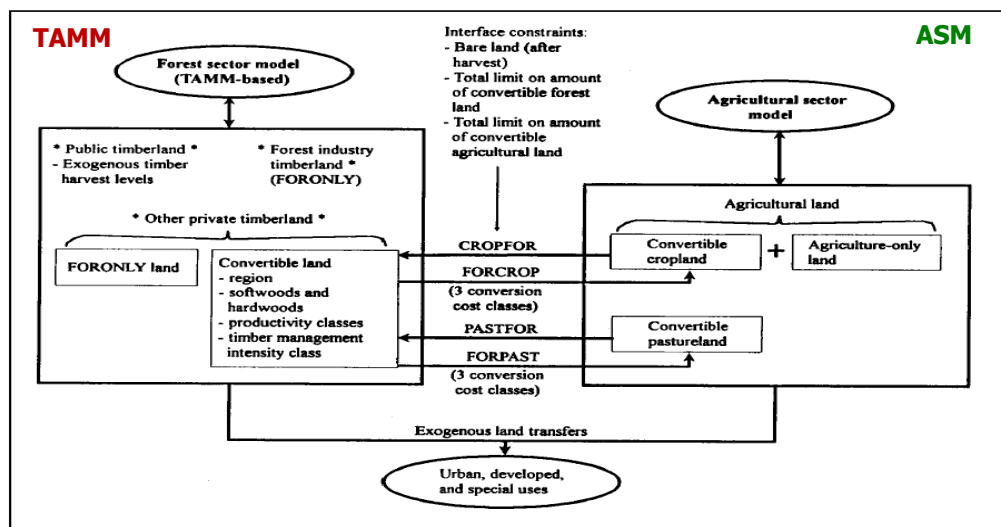 TAMM
ASM
Forest sector model
(TAMM-based)
Interface constraints:
- Bare land (after
harvest)
- Total limit on amount
of convertible forest
land
- Total limit on amount
of convertible
agricultural land
Agricultural sector
model
* Public timberland *
- Exogenous timber
harvest levels
* Forest industry
timberland *
(FORONLY)
* Other private timberland *
FORONLY land
Convertible land
- region
- softwoods and
hardwoods
- productivity classes
- timber management
intensity class
CROPFOR
FORCROP
(3 conversion
cost classes)
PASTFOR
FORPAST
(3 conversion
cost classes)
Agricultural land
Convertible
cropland
+
Agriculture-only
land
Convertible
pastureland
Exogenous land transfers
Urban, developed,
and special uses